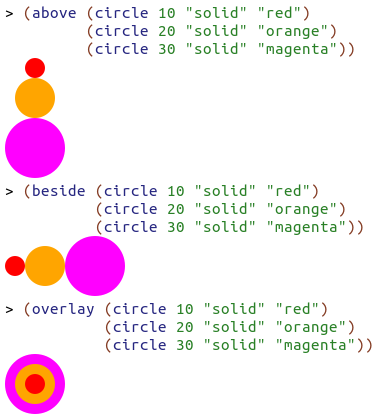 > (above (circle 10 "solid" "red")
(circle 20 "solid" "orange")
(circle 30 "solid" "magenta"))
> (beside (circle 10 "solid" "red")
(circle 20 "solid" "orange")
(circle 30 "solid" "magenta"))
> (overlay (circle 10 "solid" "red")
(circle 20 "solid" "orange")
(circle 30 "solid" "magenta"))